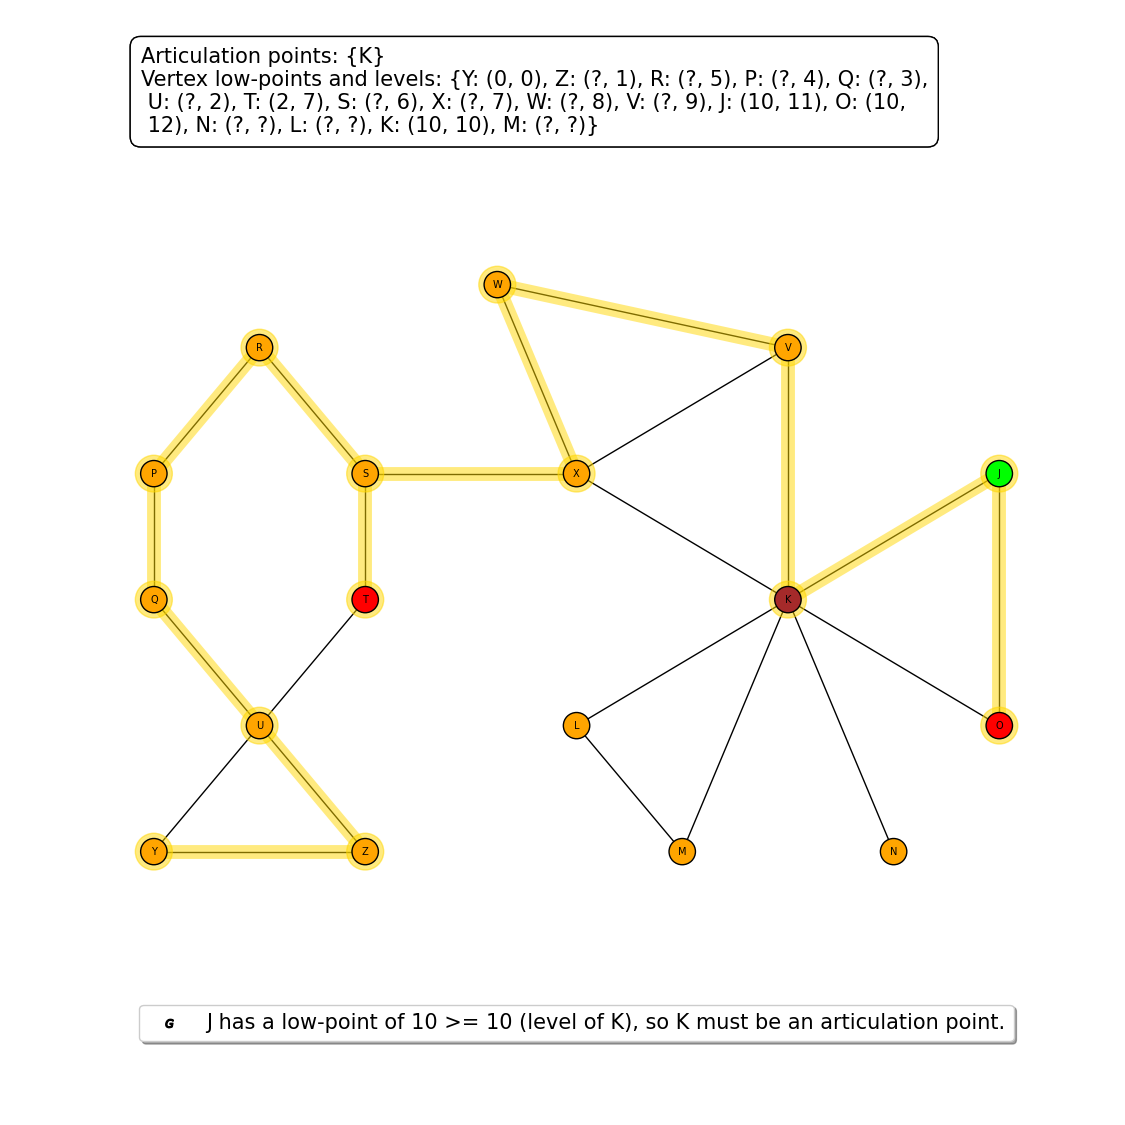 Articulation points: {K}
Vertex low-points and levels: {Y: (0, 0), Z: (?, 1), R: (?, 5), P: (?, 4), Q: (?, 3),
U: (?, 2), T: (2, 7), S: (?, 6), X: (?, 7), W: (?, 8), V: (?, 9), J: (10, 11), O: (10,
12), N: (?, ?), L: (?, ?), K: (10, 10), M: (?, ?)}
W
R
V
P
S
X
J
Q
T
K
U
L
O
Y
Z
M
N
G J has a low-point of 10 >= 10 (level of K), so K must be an articulation point.